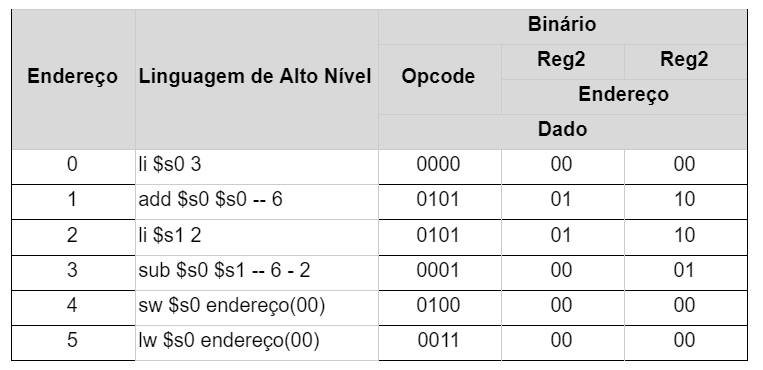 Endereço Linguagem de Alto Nível Binário
Opcode Reg2 Reg2
Endereço
Dado
0 li $s0 3 0000 00 00
1 add $s0 $s0 -- 6 0101 01 10
2 li $s1 2 0101 01 10
3 sub $s0 $s1 -- 6 - 2 0001 00 01
4 sw $s0 endereço(00) 0100 00 00
5 lw $s0 endereço(00) 0011 00 00